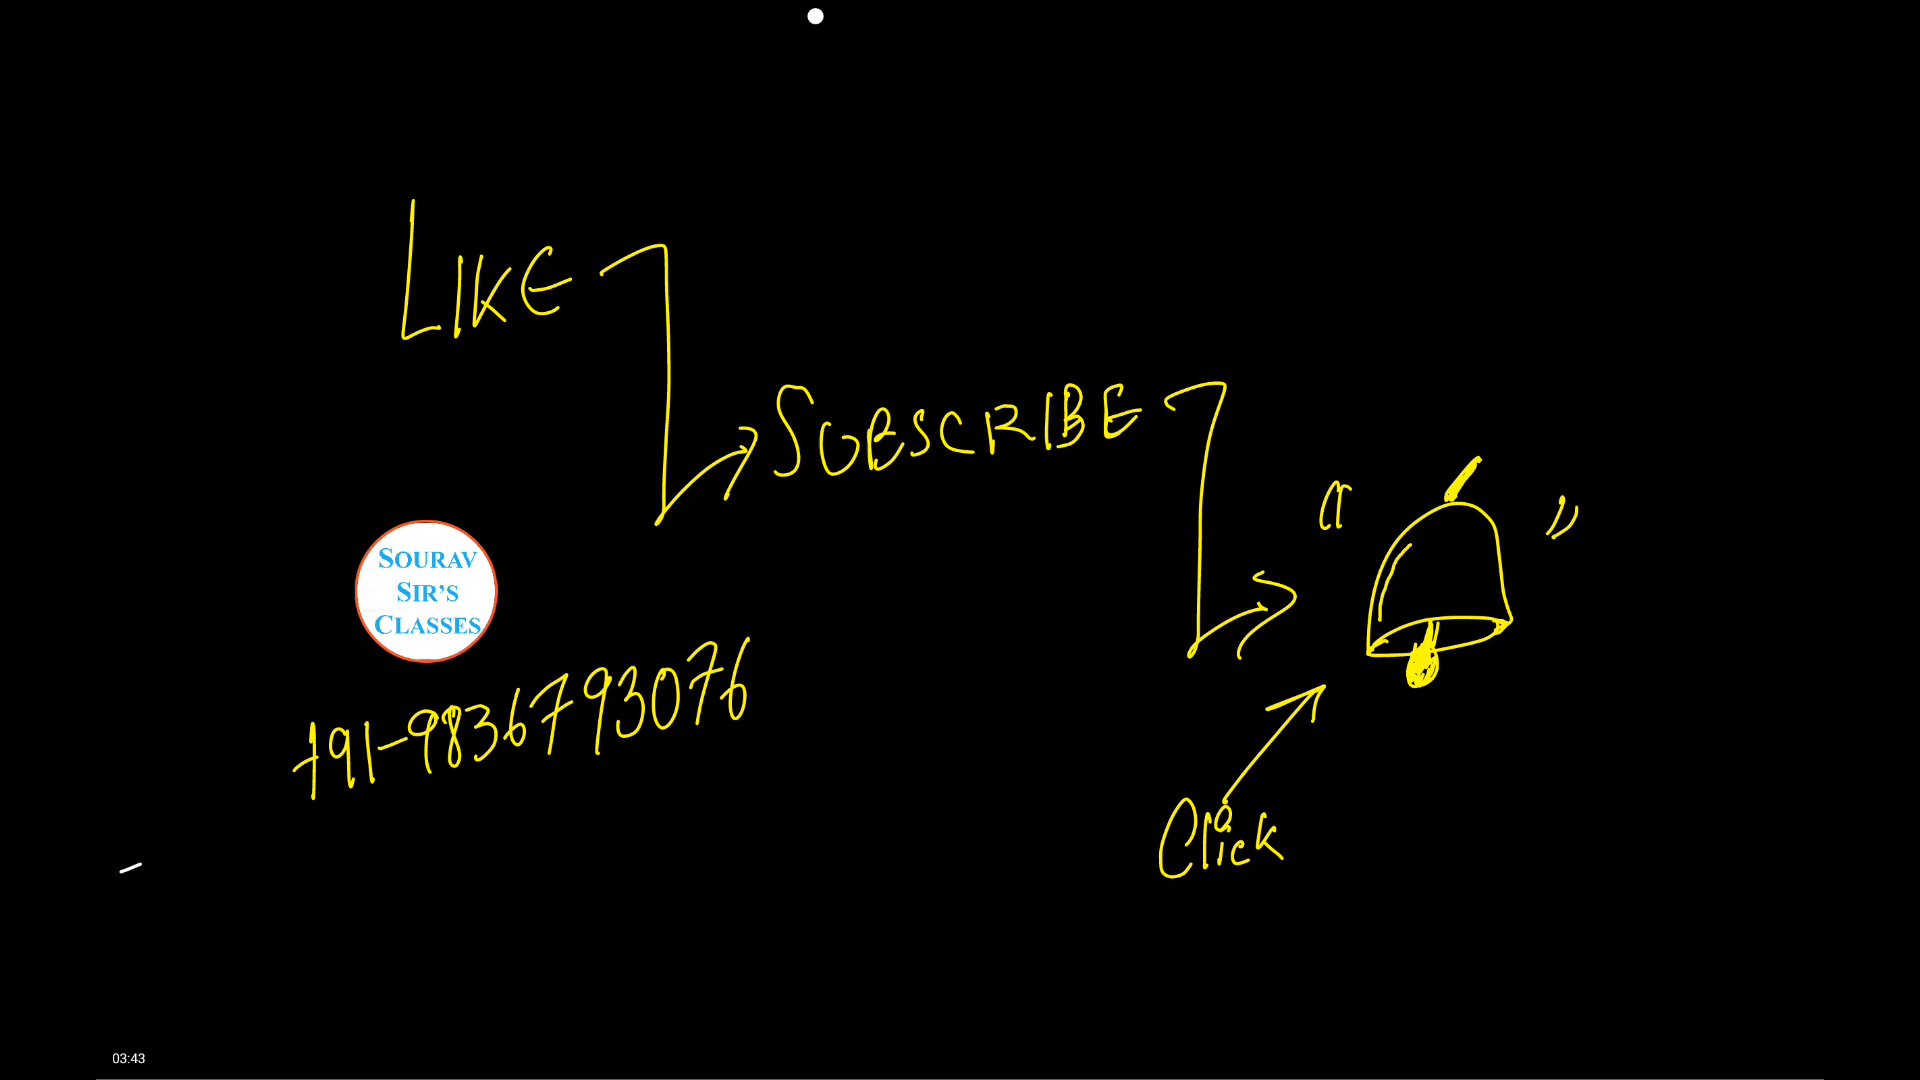 LIKE
SUBSCRIBE
SOURAV
SIR'S
CLASSES
+91-9836793076
Click
03:43